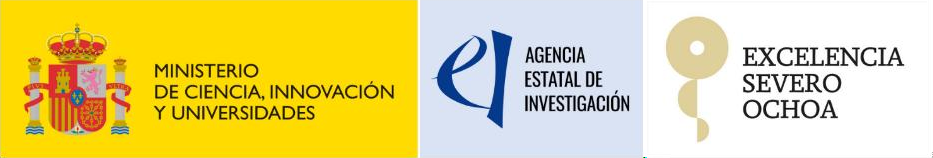 MINISTERIO
DE CIENCIA, INNOVACIÓN
Y UNIVERSIDADES
AGENCIA
ESTATAL DE
INVESTIGACIÓN
EXCELENCIA
SEVERO
OCHOA